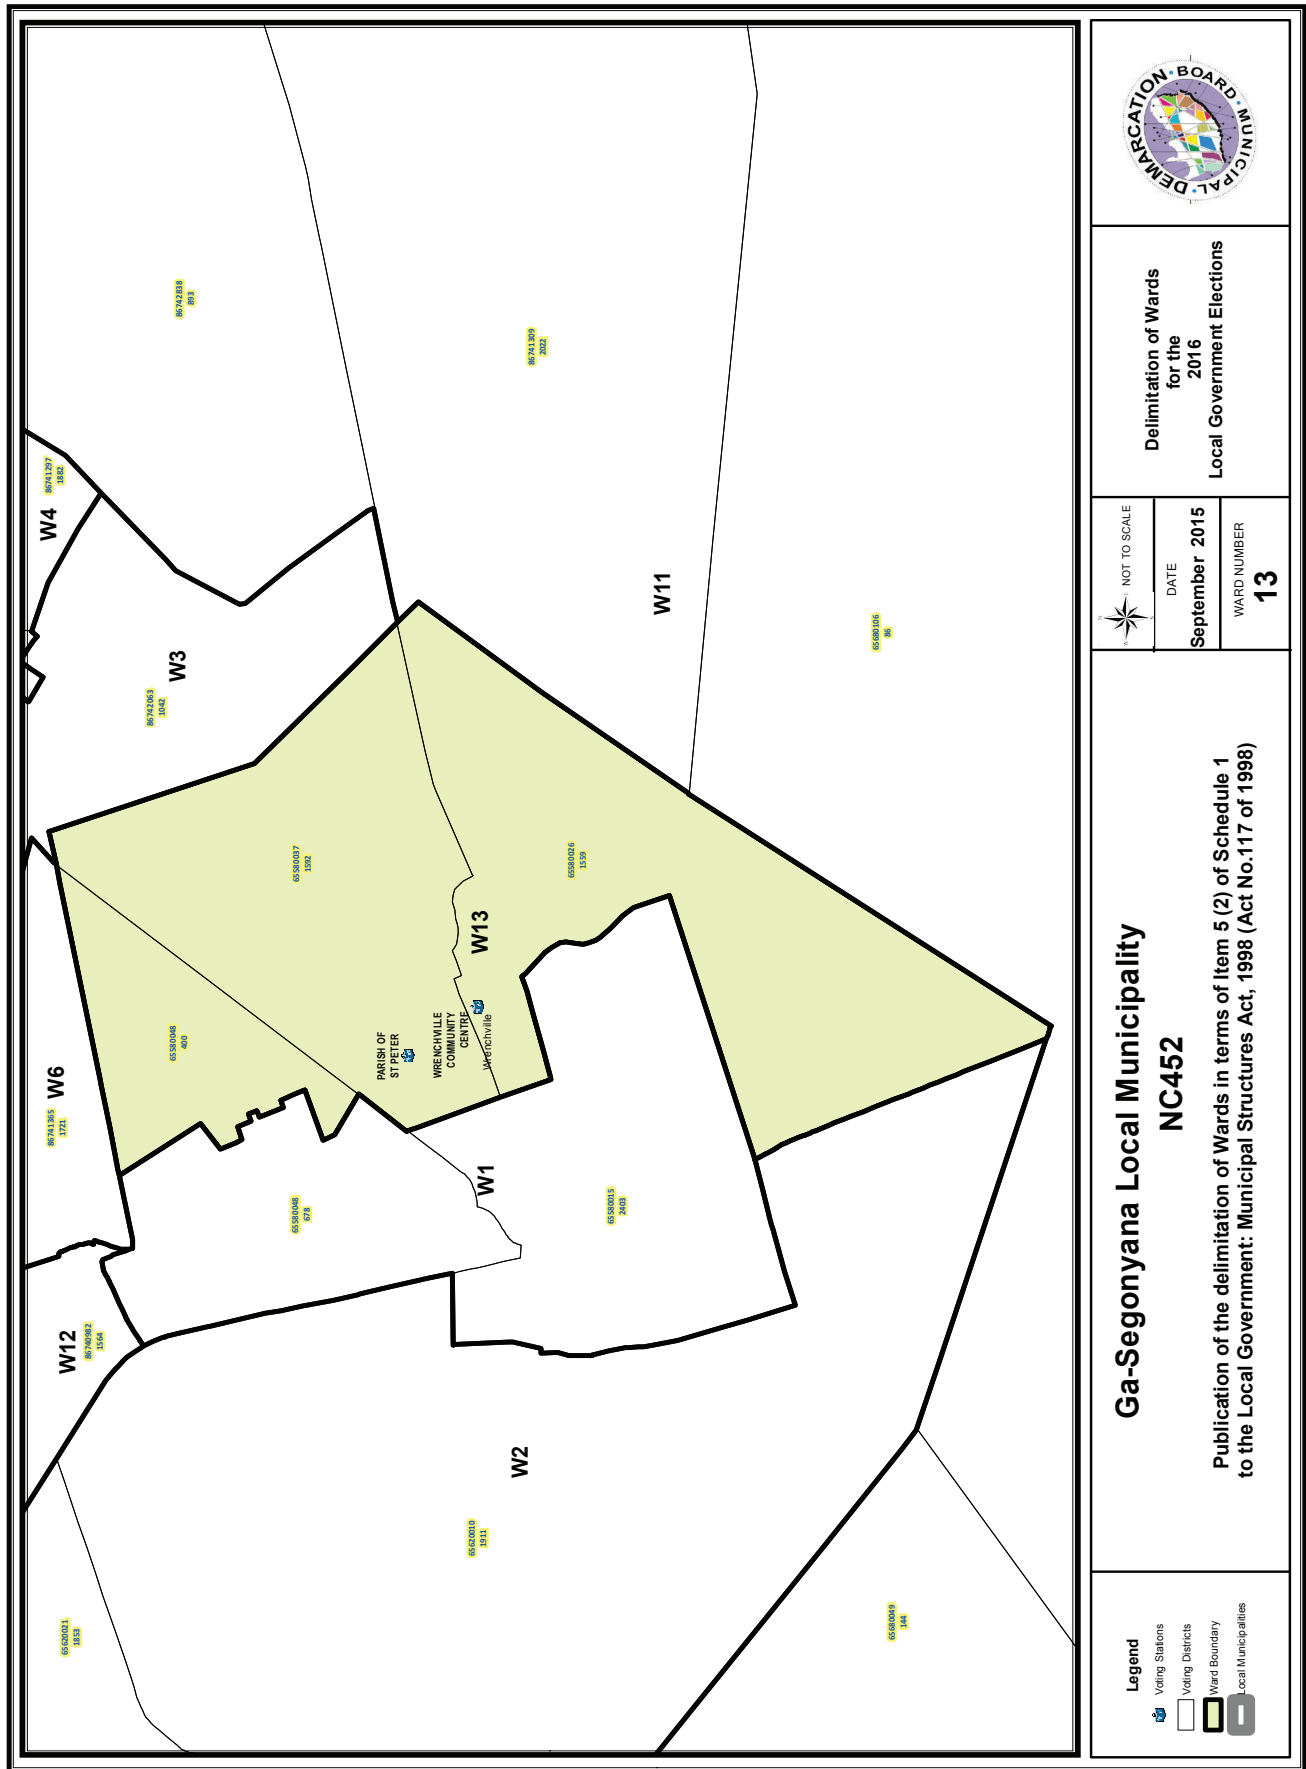 W12
86740982
1564
86741365
1721
W6
W4
86741297
1882
86742838
893
65620021
1853
65580048
678
65580048
400
86742063
1042
W3
65580037
1592
PARISH OF
ST PETER
WRENCHVILLE
COMMUNITY
CENTRE
Wrenchville
W13
65580026
1559
86741309
2022
W11
W1
65580015
2403
W2
65620010
1911
65680049
144
65680106
86
Legend
Voting Stations
Voting Districts
Ward Boundary
Local Municipalities
Ga-Segonyana Local Municipality
NC452
Publication of the delimitation of Wards in terms of Item 5 (2) of Schedule 1
to the Local Government: Municipal Structures Act, 1998 (Act No.117 of 1998)
NOT TO SCALE
DATE
September 2015
WARD NUMBER
13
Delimitation of Wards
for the
2016
Local Government Elections
MUNICIPAL • DEMARCATION • BOARD •